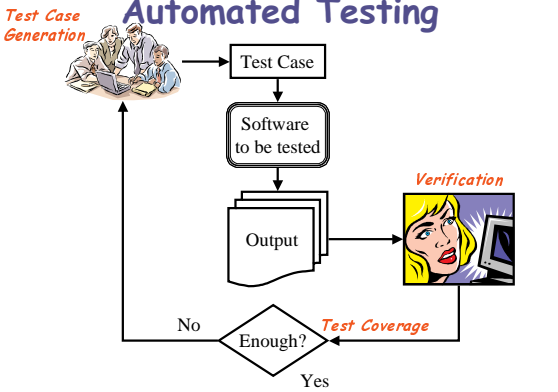 Automated Testing
Test Case
Generation
Test Case
Software
to be tested
Verification
Output
No
Enough?
Test Coverage
Yes